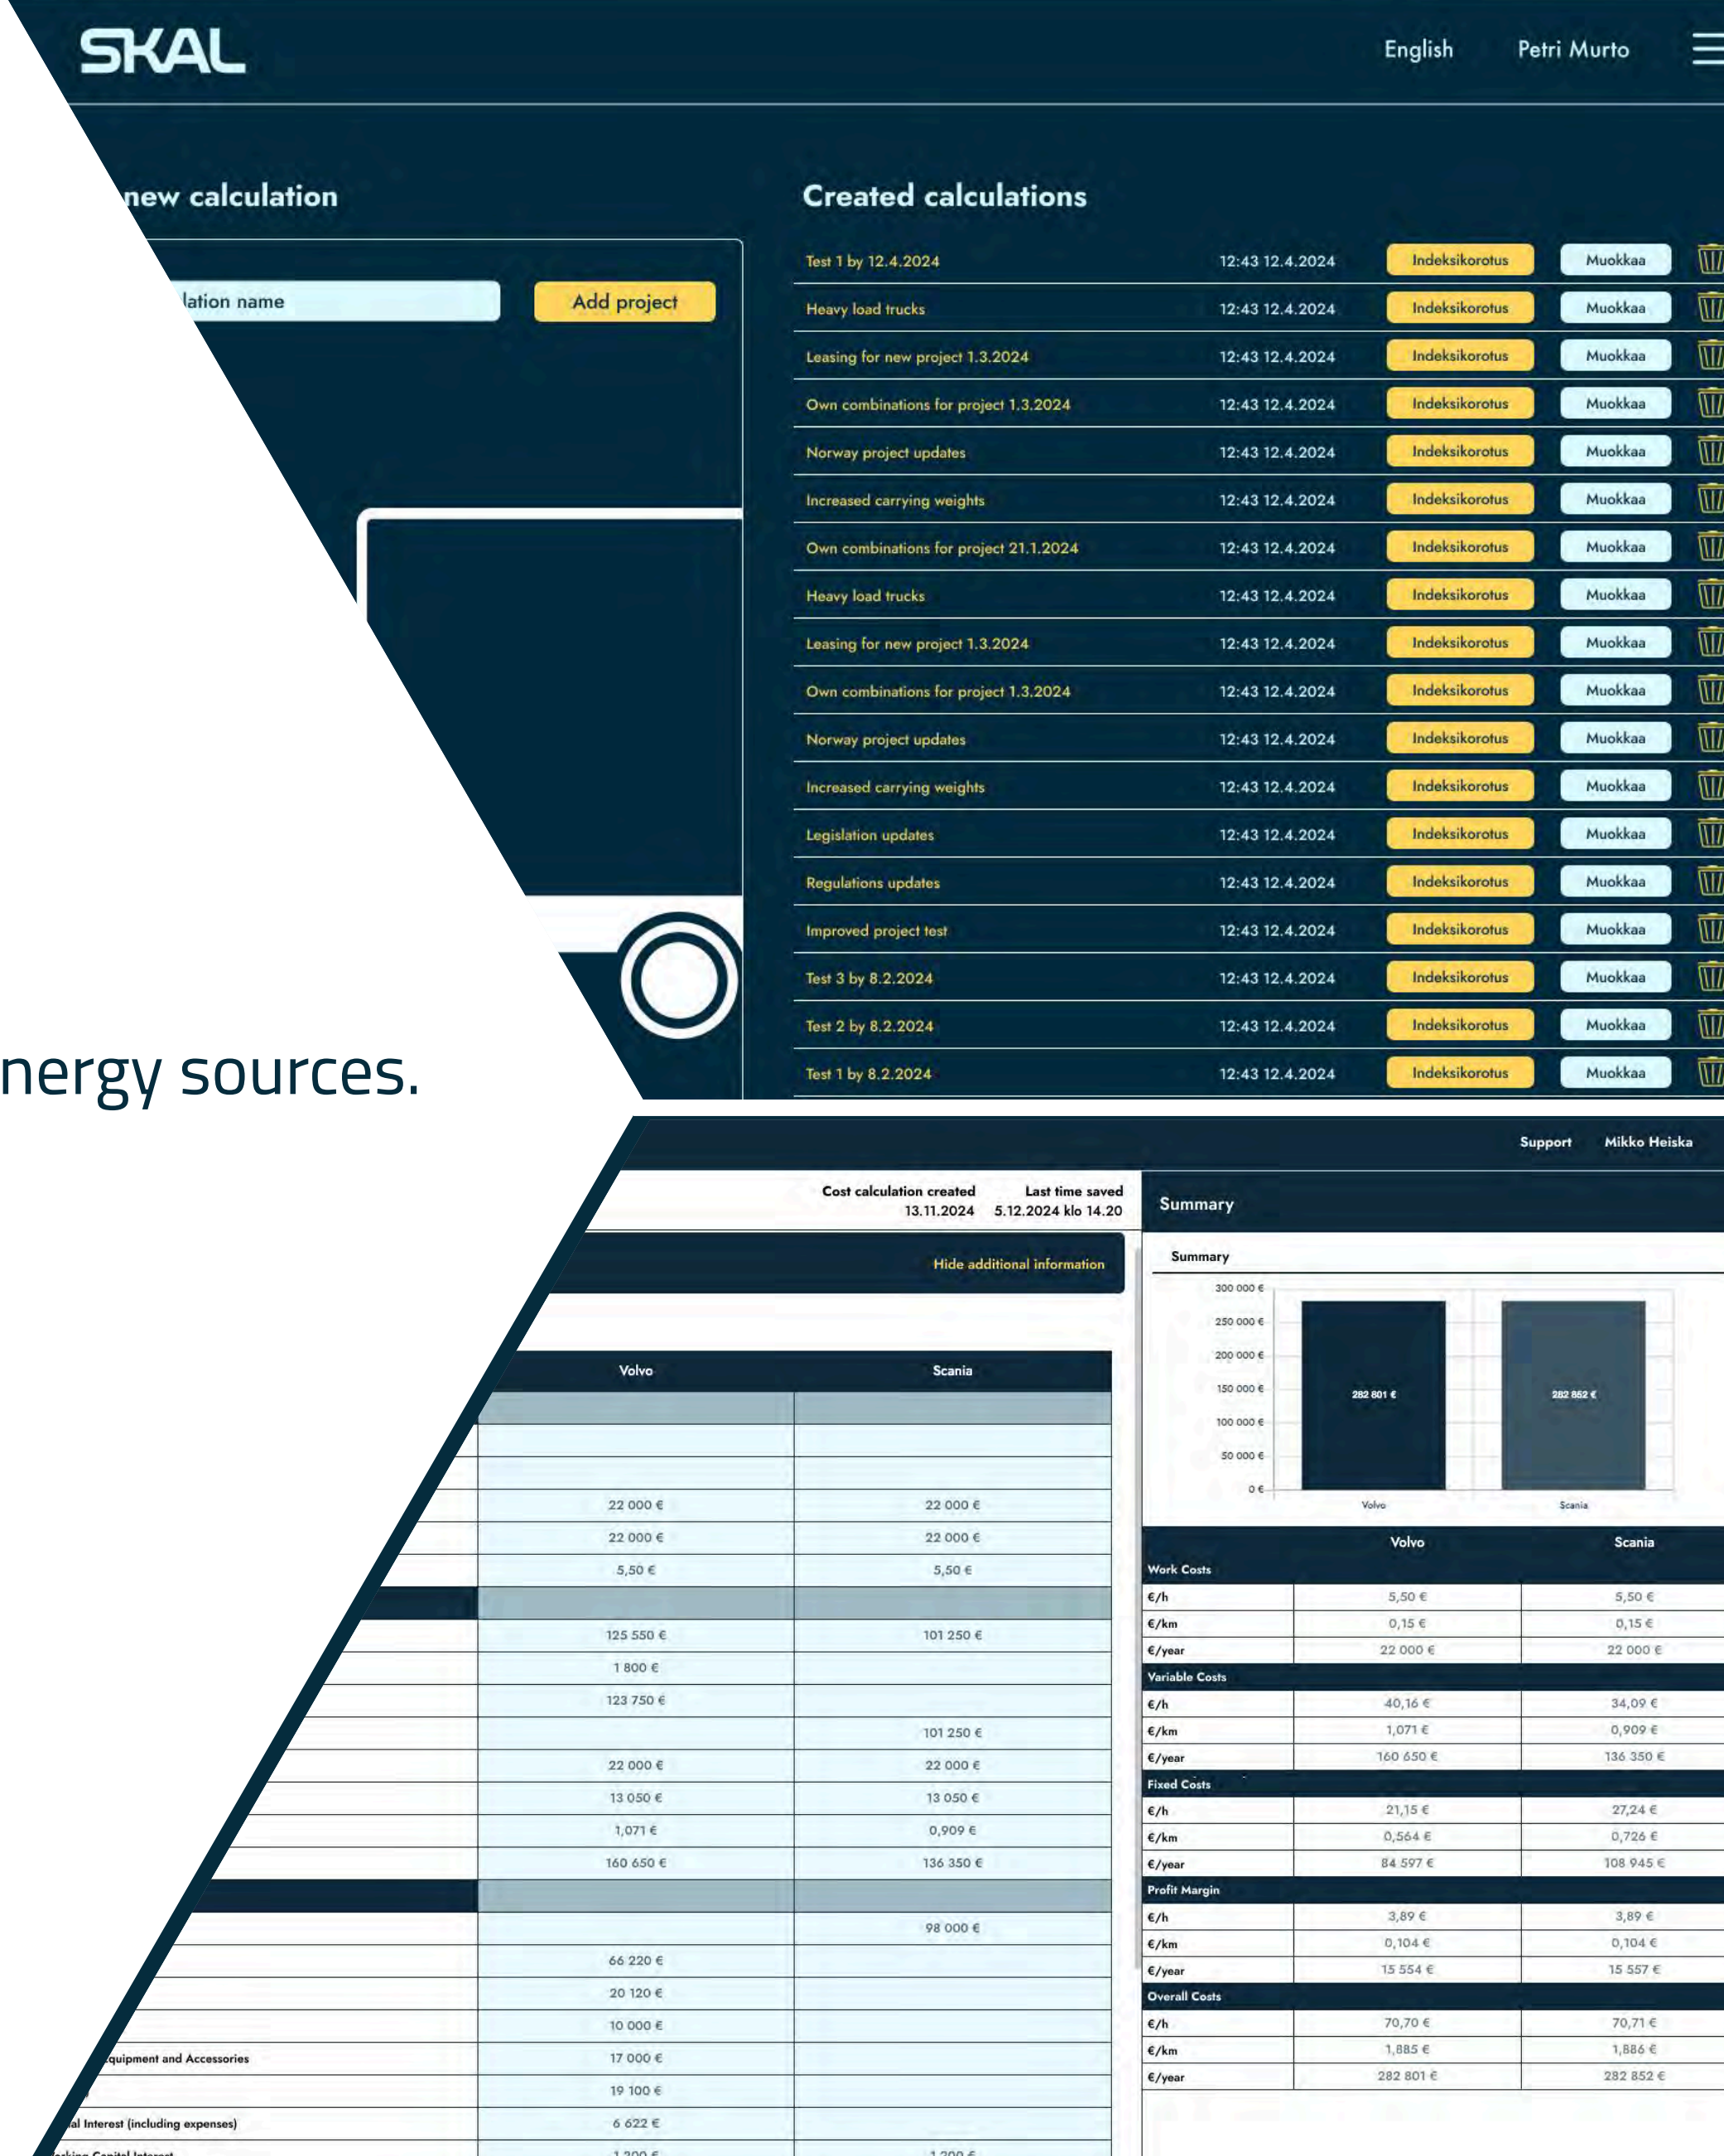 SKAL
English Petri Murto
new calculation
lation name
Add project
Created calculations
Test 1 by 12.4.2024 12:43 12.4.2024 Indeksikorotus Muokkaa
Heavy load trucks 12:43 12.4.2024 Indeksikorotus Muokkaa
Leasing for new project 1.3.2024 12:43 12.4.2024 Indeksikorotus Muokkaa
Own combinations for project 1.3.2024 12:43 12.4.2024 Indeksikorotus Muokkaa
Norway project updates 12:43 12.4.2024 Indeksikorotus Muokkaa
Increased carrying weights 12:43 12.4.2024 Indeksikorotus Muokkaa
Own combinations for project 21.1.2024 12:43 12.4.2024 Indeksikorotus Muokkaa
Heavy load trucks 12:43 12.4.2024 Indeksikorotus Muokkaa
Leasing for new project 1.3.2024 12:43 12.4.2024 Indeksikorotus Muokkaa
Own combinations for project 1.3.2024 12:43 12.4.2024 Indeksikorotus Muokkaa
Norway project updates 12:43 12.4.2024 Indeksikorotus Muokkaa
Increased carrying weights 12:43 12.4.2024 Indeksikorotus Muokkaa
Legislation updates 12:43 12.4.2024 Indeksikorotus Muokkaa
Regulations updates 12:43 12.4.2024 Indeksikorotus Muokkaa
Improved project test 12:43 12.4.2024 Indeksikorotus Muokkaa
Test 3 by 8.2.2024 12:43 12.4.2024 Indeksikorotus Muokkaa
Test 2 by 8.2.2024 12:43 12.4.2024 Indeksikorotus Muokkaa
Test 1 by 8.2.2024 12:43 12.4.2024 Indeksikorotus Muokkaa
nergy sources.
Support Mikko Heiska
Cost calculation created Last time saved
13.11.2024 5.12.2024 klo 14.20
Hide additional information
Volvo Scania
22 000 € 22 000 €
22 000 € 22 000 €
5,50 € 5,50 €
125 550 € 101 250 €
1 800 €
123 750 €
101 250 €
22 000 € 22 000 €
13 050 € 13 050 €
1,071 € 0,909 €
160 650 € 136 350 €
98 000 €
66 220 €
20 120 €
10 000 €
quipment and Accessories 17 000 €
19 100 €
al Interest (including expenses) 6 622 €
rking Capital Interest 1 200 € 1 200 €
Summary
Summary
300 000 €
250 000 €
200 000 €
150 000 €
100 000 €
50 000 €
0 €
282 801 € 282 852 €
Volvo Scania
Volvo Scania
Work Costs
€/h 5,50 € 5,50 €
€/km 0,15 € 0,15 €
€/year 22 000 € 22 000 €
Variable Costs
€/h 40,16 € 34,09 €
€/km 1,071 € 0,909 €
€/year 160 650 € 136 350 €
Fixed Costs
€/h 21,15 € 27,24 €
€/km 0,564 € 0,726 €
€/year 84 597 € 108 945 €
Profit Margin
€/h 3,89 € 3,89 €
€/km 0,104 € 0,104 €
€/year 15 554 € 15 557 €
Overall Costs
€/h 70,70 € 70,71 €
€/km 1,885 € 1,886 €
€/year 282 801 € 282 852 €